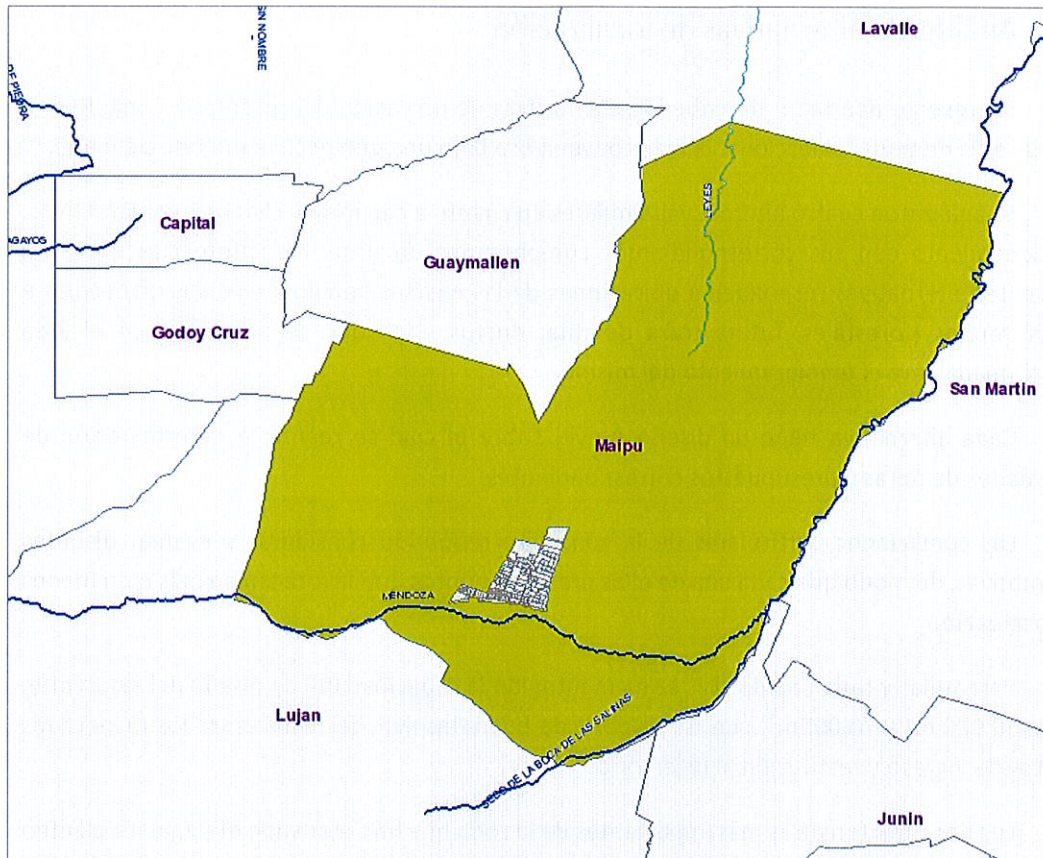 SIN NOMBRE
Lavalle
DE PIEDRA
LEYES
Capital
AGAYOS
Guaymallen
Godoy Cruz
San Martin
Maipu
MENDOZA
Lujan
SECO DE LA BOCA DE LAS SALINAS
Junin